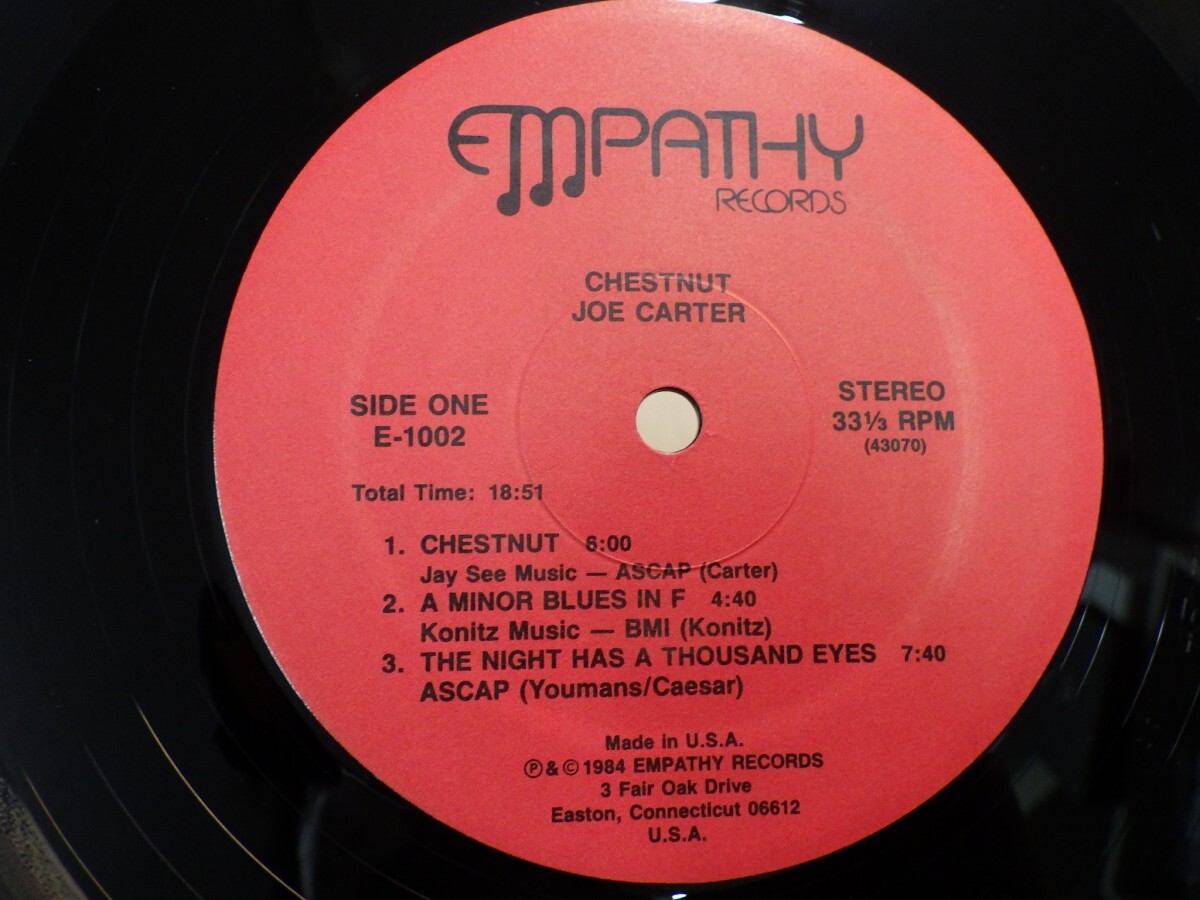 EMPATHY
RECORDS
CHESTNUT
JOE CARTER
SIDE ONE
E-1002
STEREO
33⅓ RPM
(43070)
Total Time: 18:51
1. CHESTNUT 6:00
Jay See Music — ASCAP (Carter)
2. A MINOR BLUES IN F 4:40
Konitz Music — BMI (Konitz)
3. THE NIGHT HAS A THOUSAND EYES 7:40
ASCAP (Youmans/Caesar)
Made in U.S.A.
℗ & © 1984 EMPATHY RECORDS
3 Fair Oak Drive
Easton, Connecticut 06612
U.S.A.